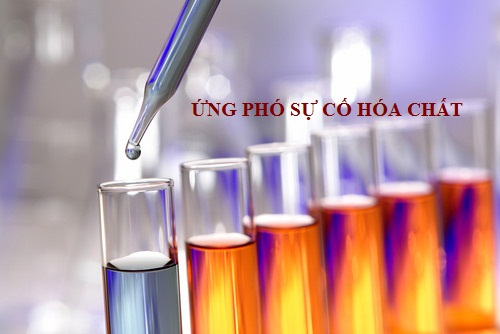 ỨNG PHÓ SỰ CỐ HÓA CHẤT